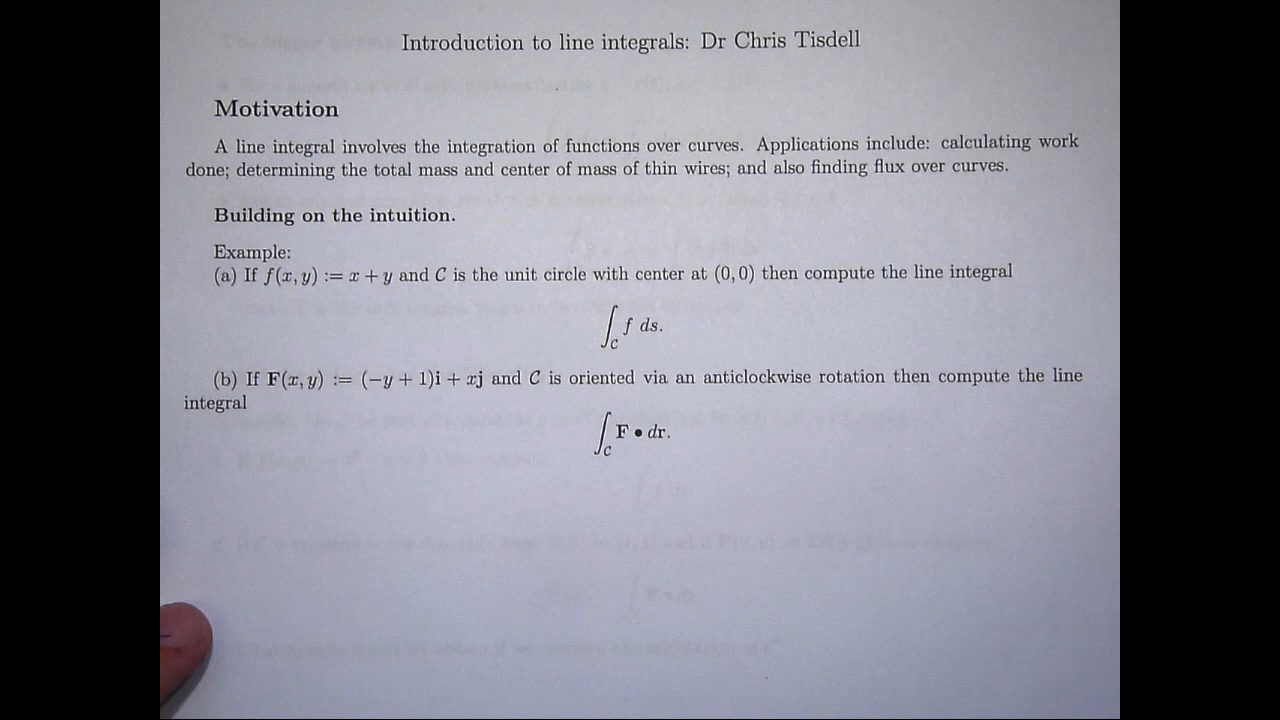 Introduction to line integrals: Dr Chris Tisdell
Motivation
A line integral involves the integration of functions over curves. Applications include: calculating work
done; determining the total mass and center of mass of thin wires; and also finding flux over curves.
Building on the intuition.
Example:
(a) If f(x, y) := x + y and C is the unit circle with center at (0, 0) then compute the line integral
∫_C f ds.
(b) If F(x, y) := (−y + 1)i + xj and C is oriented via an anticlockwise rotation then compute the line
integral
∫_C F • dr.